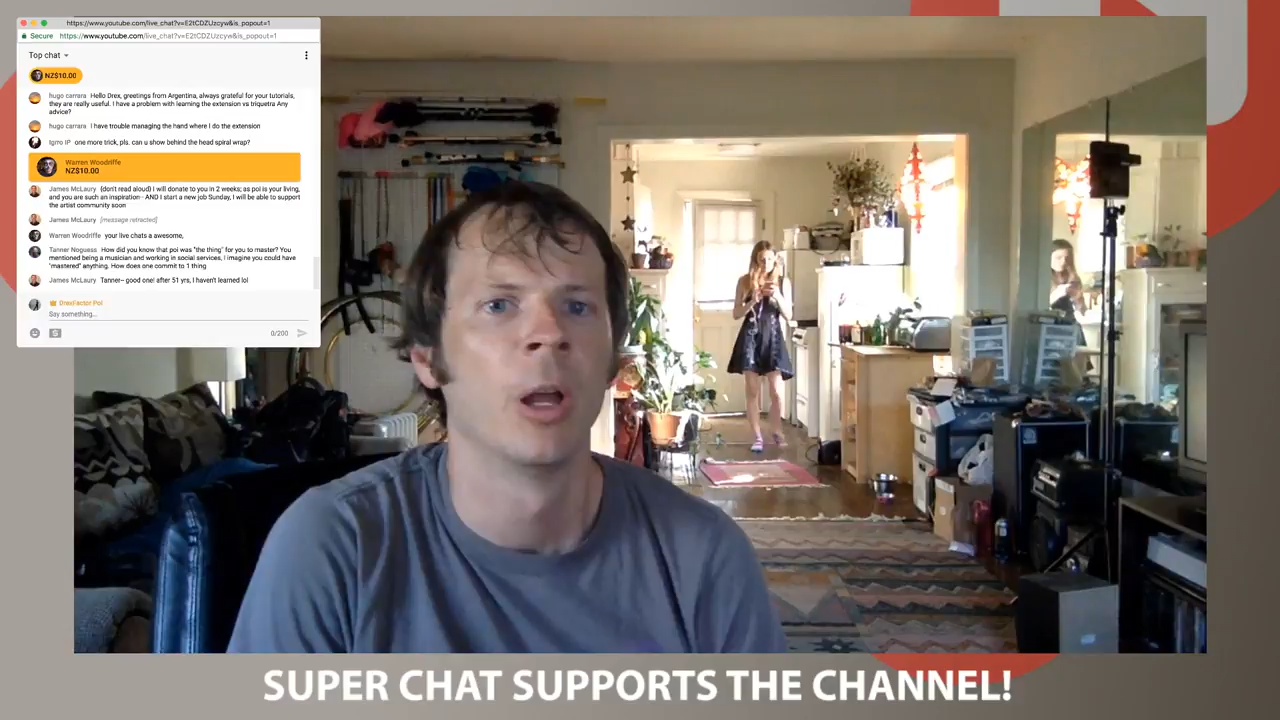 https://www.youtube.com/live_chat?v=E2tCDZUzcyw&is_popout=1
Secure https://www.youtube.com/live_chat?v=E2tCDZUzcyw&is_popout=1
Top chat
NZ$10.00
hugo carrara Hello Drex, greetings from Argentina, always grateful for your tutorials,
they are really useful. I have a problem with learning the extension vs triquetra Any
advice?
hugo carrara I have trouble managing the hand where I do the extension
tgrro IP one more trick, pls. can u show behind the head spiral wrap?
Warren Woodriffe
NZ$10.00
James McLaury (don't read aloud) I will donate to you in 2 weeks; as poi is your living,
and you are such an inspiration-- AND I start a new job Sunday, I will be able to support
the artist community soon
James McLaury [message retracted]
Warren Woodriffe your live chats a awesome,
Tanner Noguess How did you know that poi was "the thing" for you to master? You
mentioned being a musician and working in social services, I imagine you could have
"mastered" anything. How does one commit to 1 thing
James McLaury Tanner-- good one! after 51 yrs, I haven't learned lol
DrexFactor Poi
Say something...
0/200
SUPER CHAT SUPPORTS THE CHANNEL!